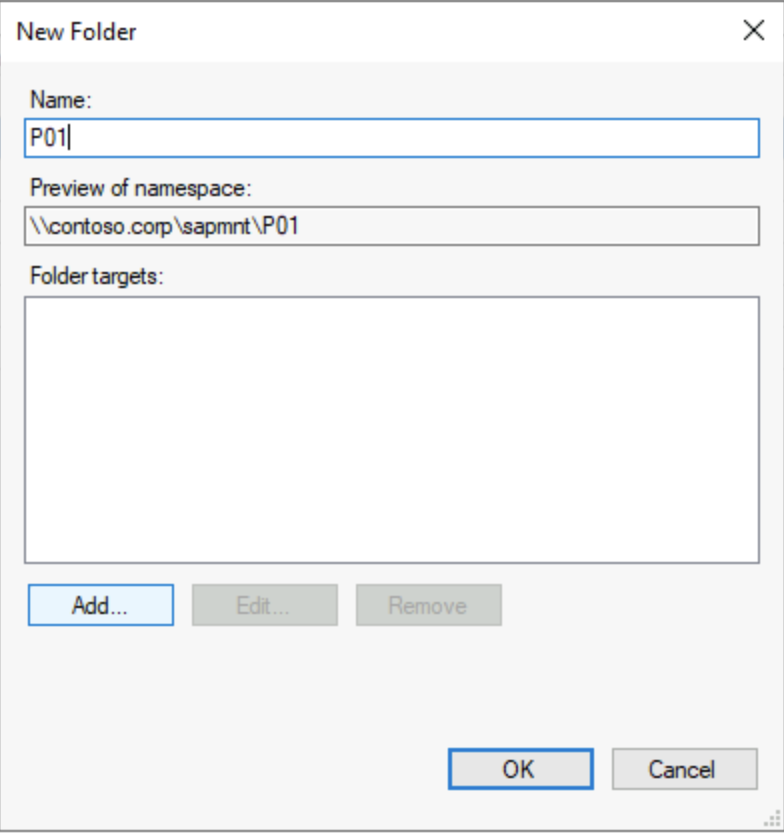 New Folder
Name:
P01
Preview of namespace:
\\contoso.corp\sapmnt\P01
Folder targets:
Add... Edit... Remove
OK Cancel